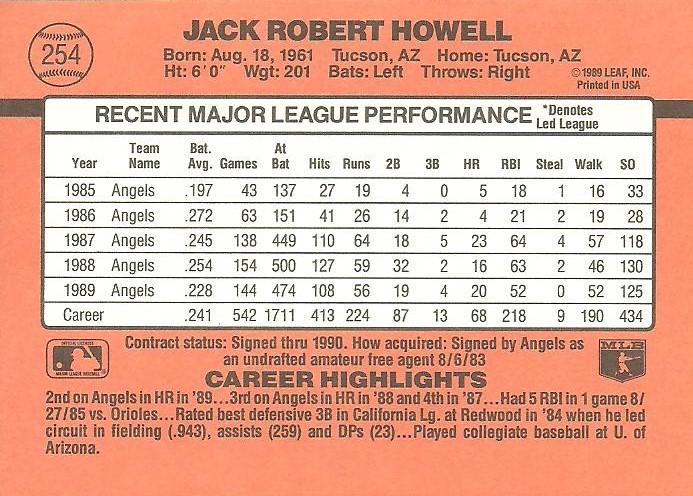 254
JACK ROBERT HOWELL
Born: Aug. 18, 1961 Tucson, AZ Home: Tucson, AZ
Ht: 6'0" Wgt: 201 Bats: Left Throws: Right
©1989 LEAF, INC.
Printed in USA
RECENT MAJOR LEAGUE PERFORMANCE *Denotes Led League
Year Team Name Bat. Avg. Games At Bat Hits Runs 2B 3B HR RBI Steal Walk SO
1985 Angels .197 43 137 27 19 4 0 5 18 1 16 33
1986 Angels .272 63 151 41 26 14 2 4 21 2 19 28
1987 Angels .245 138 449 110 64 18 5 23 64 4 57 118
1988 Angels .254 154 500 127 59 32 2 16 63 2 46 130
1989 Angels .228 144 474 108 56 19 4 20 52 0 52 125
Career .241 542 1711 413 224 87 13 68 218 9 190 434
Contract status: Signed thru 1990. How acquired: Signed by Angels as
an undrafted amateur free agent 8/6/83
MLB
CAREER HIGHLIGHTS
2nd on Angels in HR in '89...3rd on Angels in HR in '88 and 4th in '87...Had 5 RBI in 1 game 8/
27/85 vs. Orioles...Rated best defensive 3B in California Lg. at Redwood in '84 when he led
circuit in fielding (.943), assists (259) and DPs (23)...Played collegiate baseball at U. of
Arizona.